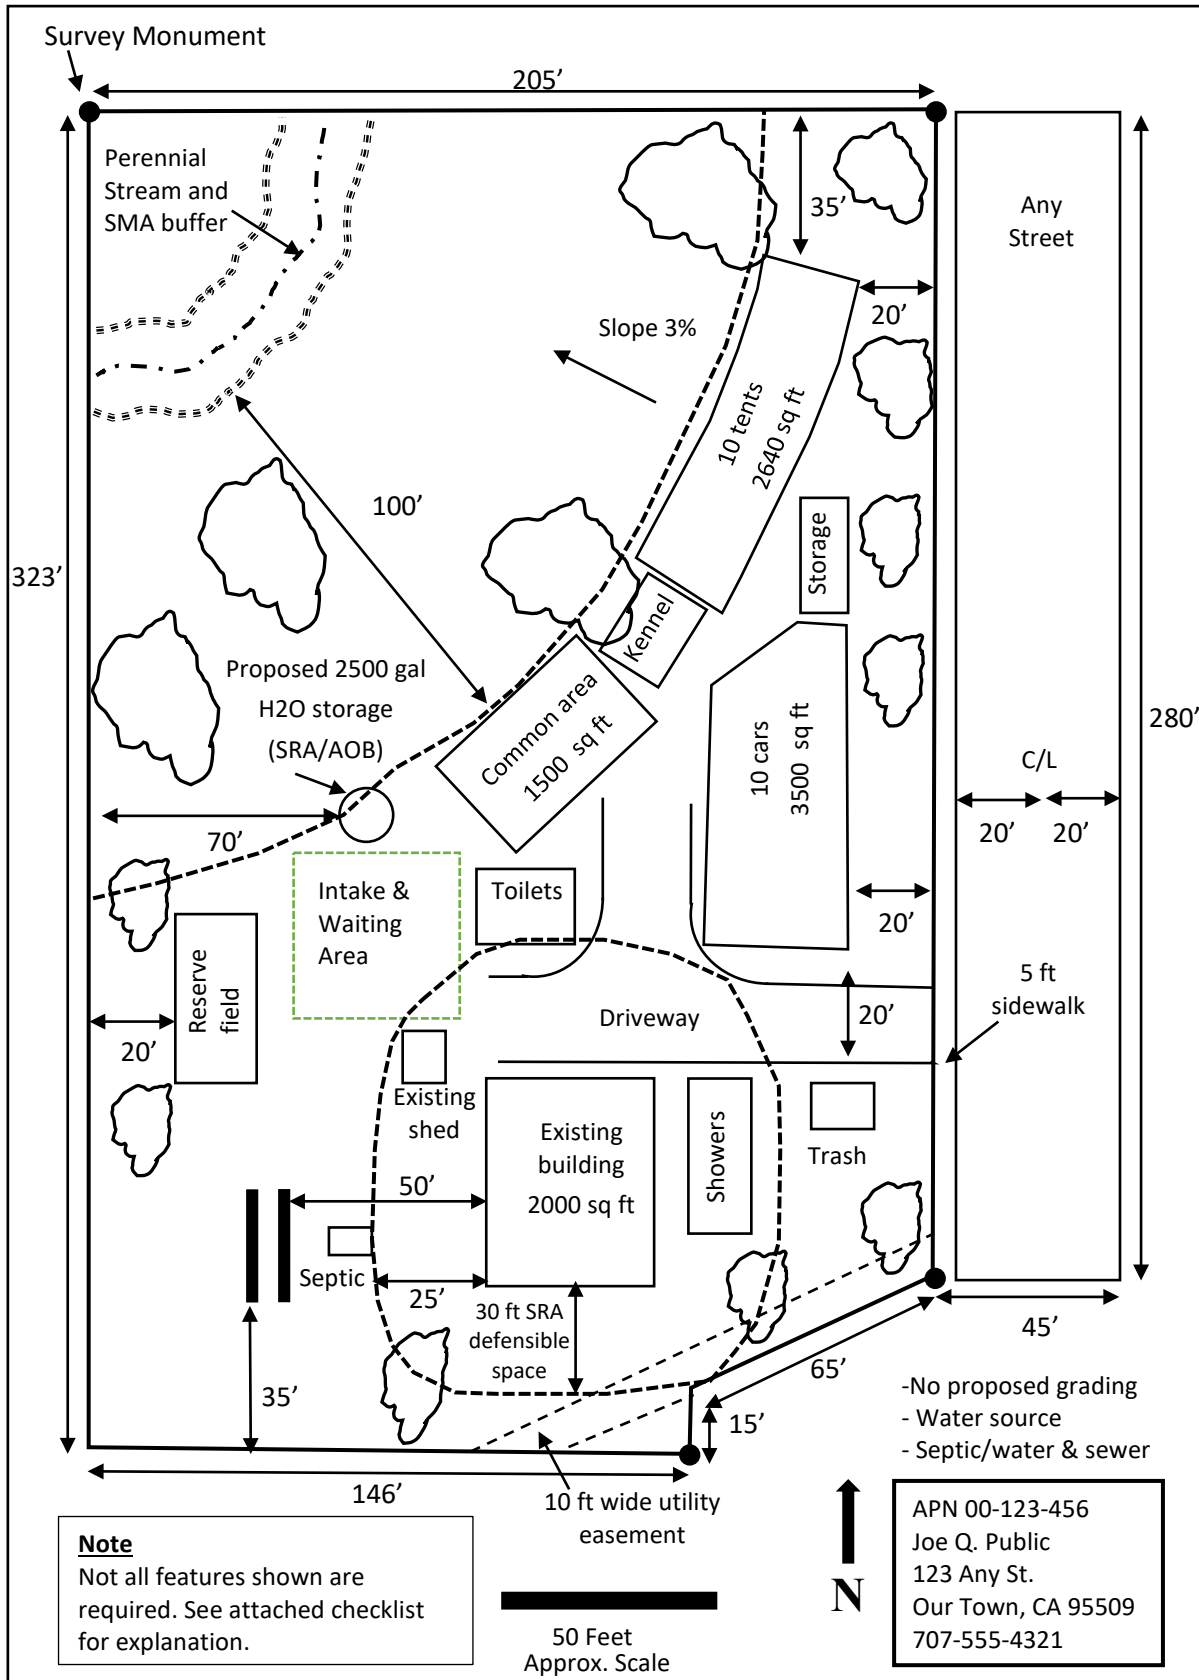 Survey Monument
205’
Perennial
Stream and
SMA buffer
35’
Any
Street
20’
Slope 3%
10 tents
2640 sq ft
100’
323’
Storage
Kennel
280’
Proposed 2500 gal
H2O storage
(SRA/AOB)
Common area
1500  sq ft
10 cars
3500  sq ft
C/L
20’
20’
70’
Intake &
Waiting
Area
Toilets
20’
Reserve
field
5 ft
sidewalk
20’
Driveway
20’
Existing
shed
Existing
building
2000 sq ft
Showers
Trash
50’
Septic
25’
30 ft SRA
defensible
space
45’
65’
35’
15’
-No proposed grading
- Water source
- Septic/water & sewer
146’
10 ft wide utility
easement
Note
Not all features shown are
required. See attached checklist
for explanation.
50 Feet
Approx. Scale
N
APN 00-123-456
Joe Q. Public
123 Any St.
Our Town, CA 95509
707-555-4321